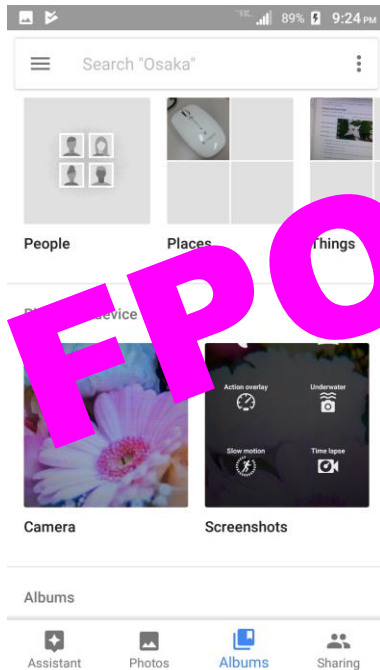 89% 9:24 PM
Search "Osaka"
People Places Things
FPO
Camera Screenshots
Action overlay Underwater
Slow motion Time lapse
Albums
Assistant Photos Albums Sharing